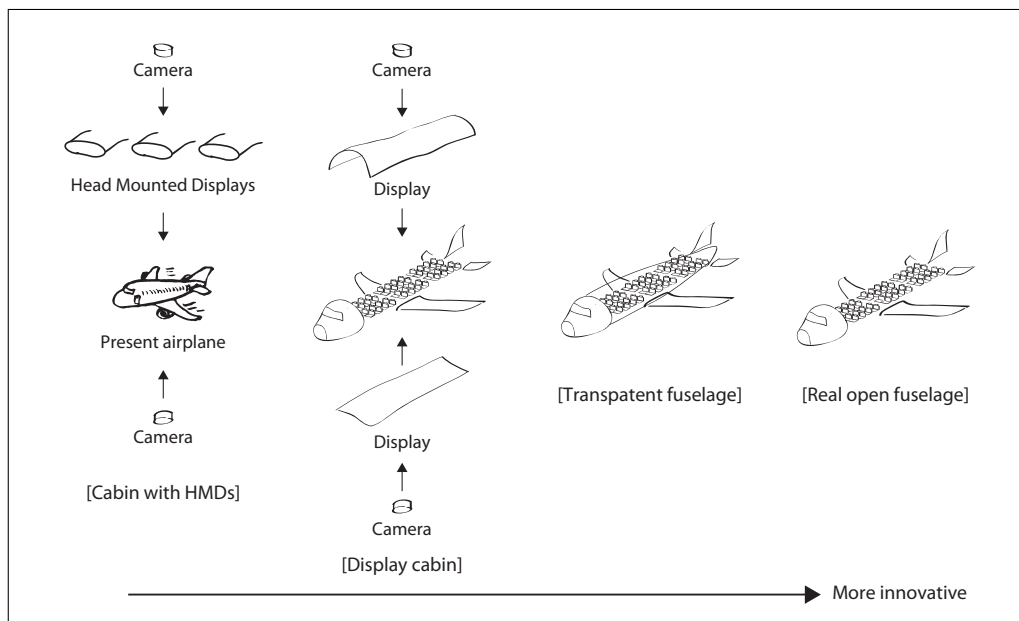 Camera
Head Mounted Displays
Present airplane
Camera
[Cabin with HMDs]
Camera
Display
Display
Camera
[Display cabin]
[Transpatent fuselage]
[Real open fuselage]
More innovative